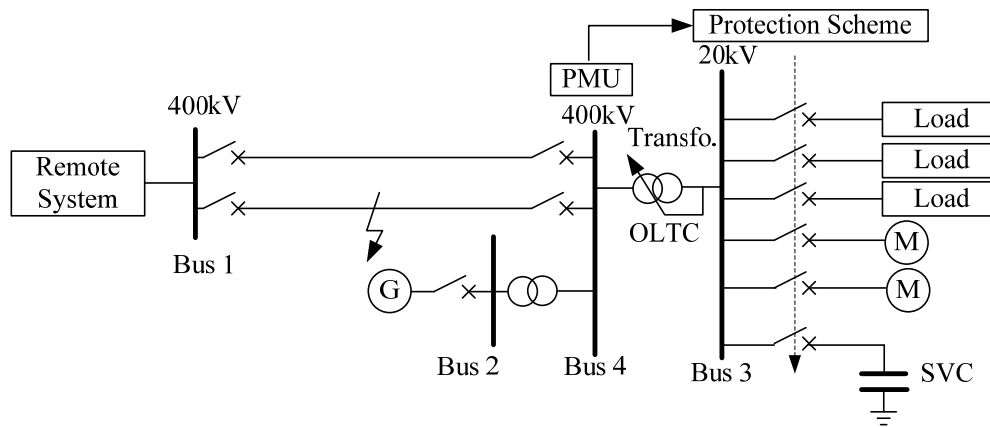 Protection Scheme
PMU
20kV
400kV
400kV
Transfo.
Load
Remote
System
Load
Load
OLTC
Bus 1
M
G
M
Bus 2
Bus 4
Bus 3
SVC